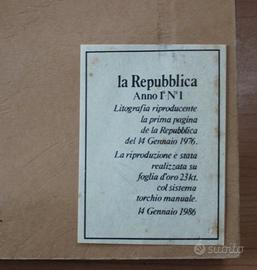 la Repubblica
Anno 1° N° 1
Litografia riproducente
la prima pagina
de la Repubblica
del 14 Gennaio 1976.
La riproduzione è stata
realizzata su
foglia d'oro 23kt.
col sistema
torchio manuale.
14 Gennaio 1986
subito